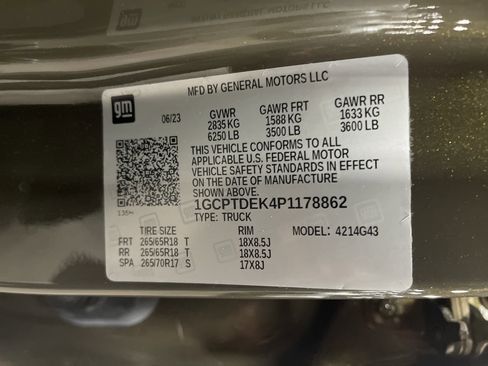 MFD BY GENERAL MOTORS LLC
gm
06/23
GVWR GAWR FRT GAWR RR
2835 KG 1588 KG 1633 KG
6250 LB 3500 LB 3600 LB
THIS VEHICLE CONFORMS TO ALL
APPLICABLE U.S. FEDERAL MOTOR
VEHICLE SAFETY STANDARDS IN EFFECT
ON THE DATE OF MANUFACTURE
SHOWN ABOVE.
1GCPTDEK4P1178862
TYPE: TRUCK
TIRE SIZE RIM MODEL: 4214G43
FRT 265/65R18 T 18X8.5J
RR 265/65R18 T 18X8.5J
SPA 265/70R17 S 17X8J